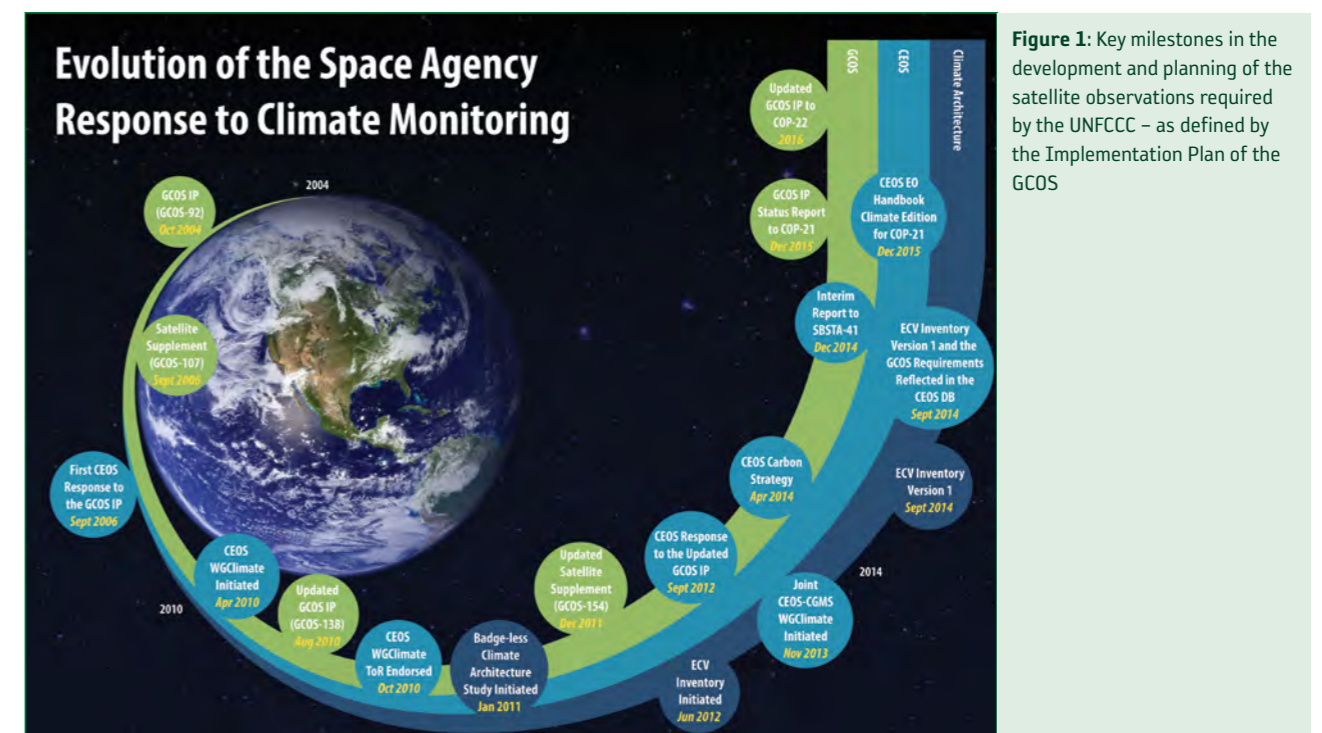 Evolution of the Space Agency
Response to Climate Monitoring
GCOS
CEOS
Climate Architecture
2004
GCOS IP
(GCOS-92)
Oct 2004
Satellite
Supplement
(GCOS-107)
Sept 2006
First CEOS
Response to
the GCOS IP
Sept 2006
2010
CEOS
WGClimate
Initiated
Apr 2010
Updated
GCOS IP
(GCOS-138)
Aug 2010
CEOS
WGClimate
ToR Endorsed
Oct 2010
Badge-less
Climate
Architecture
Study Initiated
Jan 2011
Updated
Satellite
Supplement
(GCOS-154)
Dec 2011
ECV
Inventory
Initiated
Jun 2012
CEOS Response
to the Updated
GCOS IP
Sept 2012
Joint
CEOS-CGMS
WGClimate
Initiated
Nov 2013
2014
CEOS Carbon
Strategy
Apr 2014
ECV Inventory
Version 1
Sept 2014
ECV Inventory
Version 1 and the
GCOS Requirements
Reflected in the
CEOS DB
Sept 2014
Interim
Report to
SBSTA-41
Dec 2014
GCOS IP
Status Report
to COP-21
Dec 2015
CEOS EO
Handbook
Climate Edition
for COP-21
Dec 2015
Updated
GCOS IP to
COP-22
2016
Figure 1: Key milestones in the
development and planning of the
satellite observations required
by the UNFCCC – as defined by
the Implementation Plan of the
GCOS